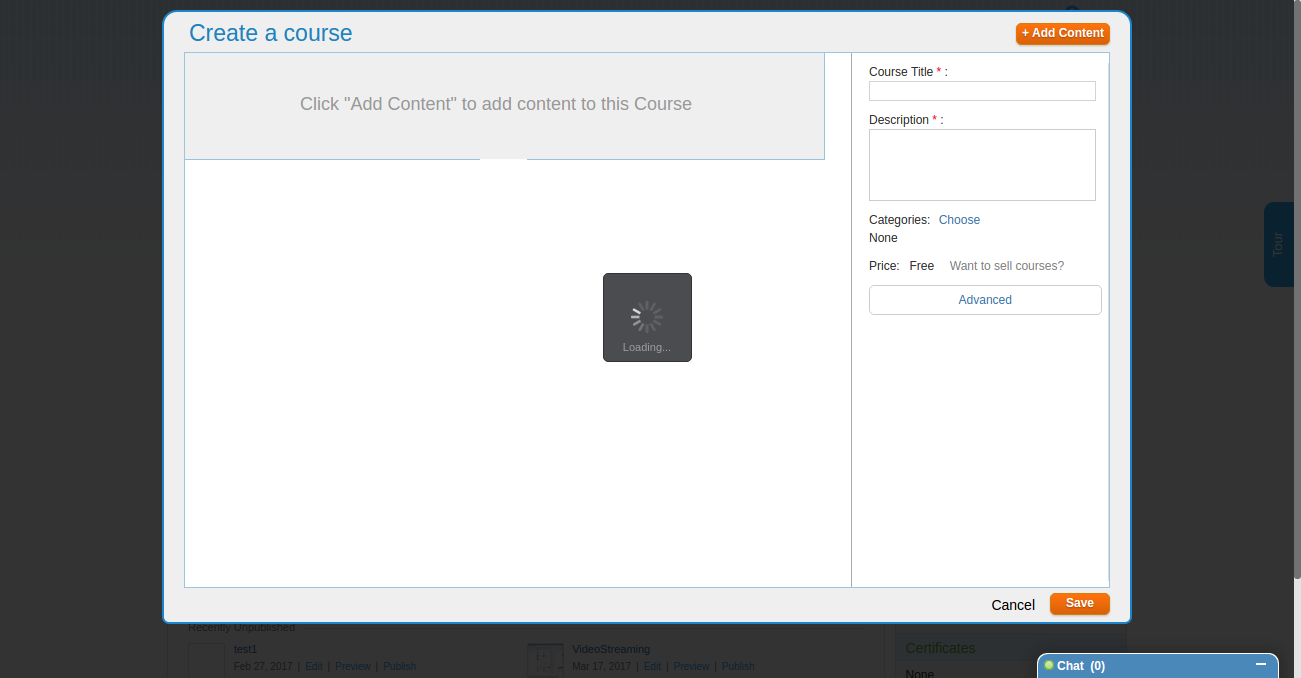 Create a course
+ Add Content
Click "Add Content" to add content to this Course
Course Title * :
Description * :
Categories: Choose
None
Price: Free Want to sell courses?
Advanced
Tour
Loading...
Cancel
Save
Recently Unpublished
test1
Feb 27, 2017 | Edit | Preview | Publish
VideoStreaming
Mar 17, 2017 | Edit | Preview | Publish
Certificates
None
Chat (0)